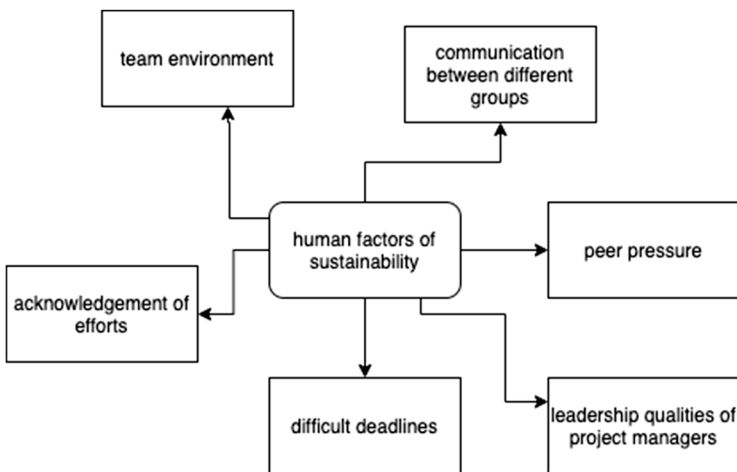 team environment
communication
between different
groups
human factors of
sustainability
peer pressure
acknowledgement of
efforts
difficult deadlines
leadership qualities of
project managers